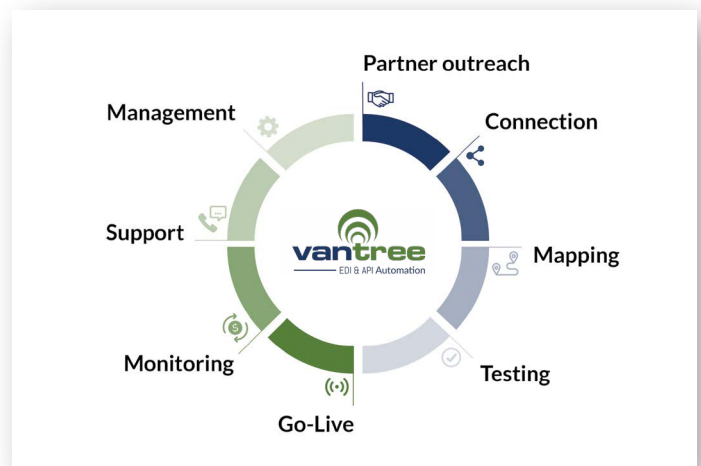 Partner outreach
Connection
Mapping
Testing
Go-Live
Monitoring
Support
Management
vantree
EDI & API Automation